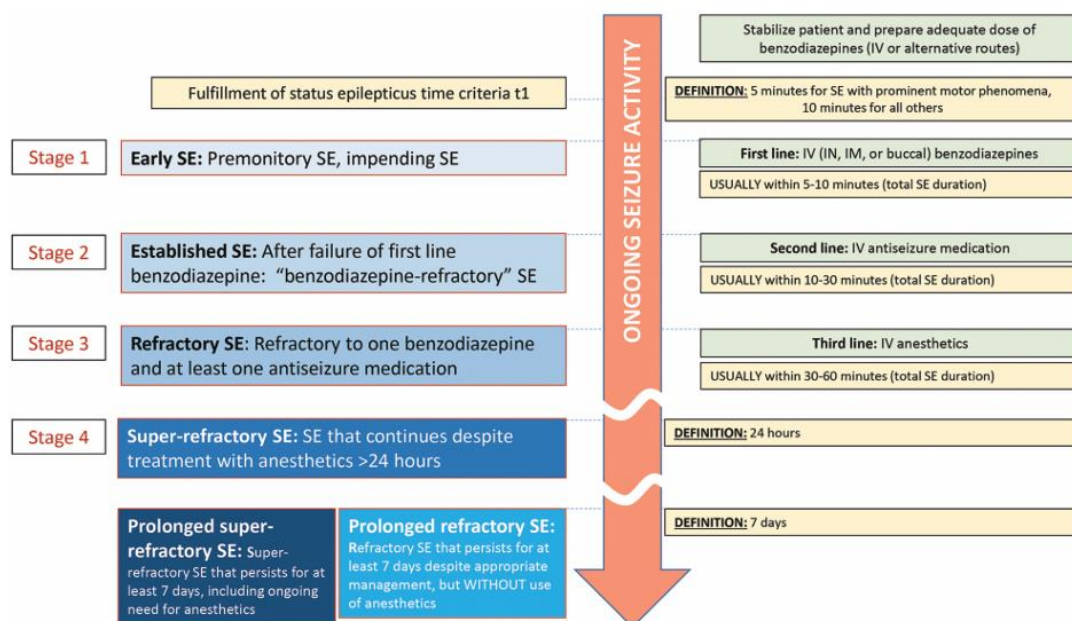 Stabilize patient and prepare adequate dose of
benzodiazepines (IV or alternative routes)
Fulfillment of status epilepticus time criteria t1
DEFINITION: 5 minutes for SE with prominent motor phenomena,
10 minutes for all others
Stage 1
Early SE: Premonitory SE, impending SE
First line: IV (IN, IM, or buccal) benzodiazepines
USUALLY within 5-10 minutes (total SE duration)
Stage 2
Established SE: After failure of first line
benzodiazepine: “benzodiazepine-refractory” SE
Second line: IV antiseizure medication
USUALLY within 10-30 minutes (total SE duration)
Stage 3
Refractory SE: Refractory to one benzodiazepine
and at least one antiseizure medication
Third line: IV anesthetics
USUALLY within 30-60 minutes (total SE duration)
Stage 4
Super-refractory SE: SE that continues despite
treatment with anesthetics >24 hours
DEFINITION: 24 hours
Prolonged super-
refractory SE: Super-
refractory SE that persists for at
least 7 days, including ongoing
need for anesthetics
Prolonged refractory SE:
Refractory SE that persists for at
least 7 days despite appropriate
management, but WITHOUT use
of anesthetics
DEFINITION: 7 days
ONGOING SEIZURE ACTIVITY